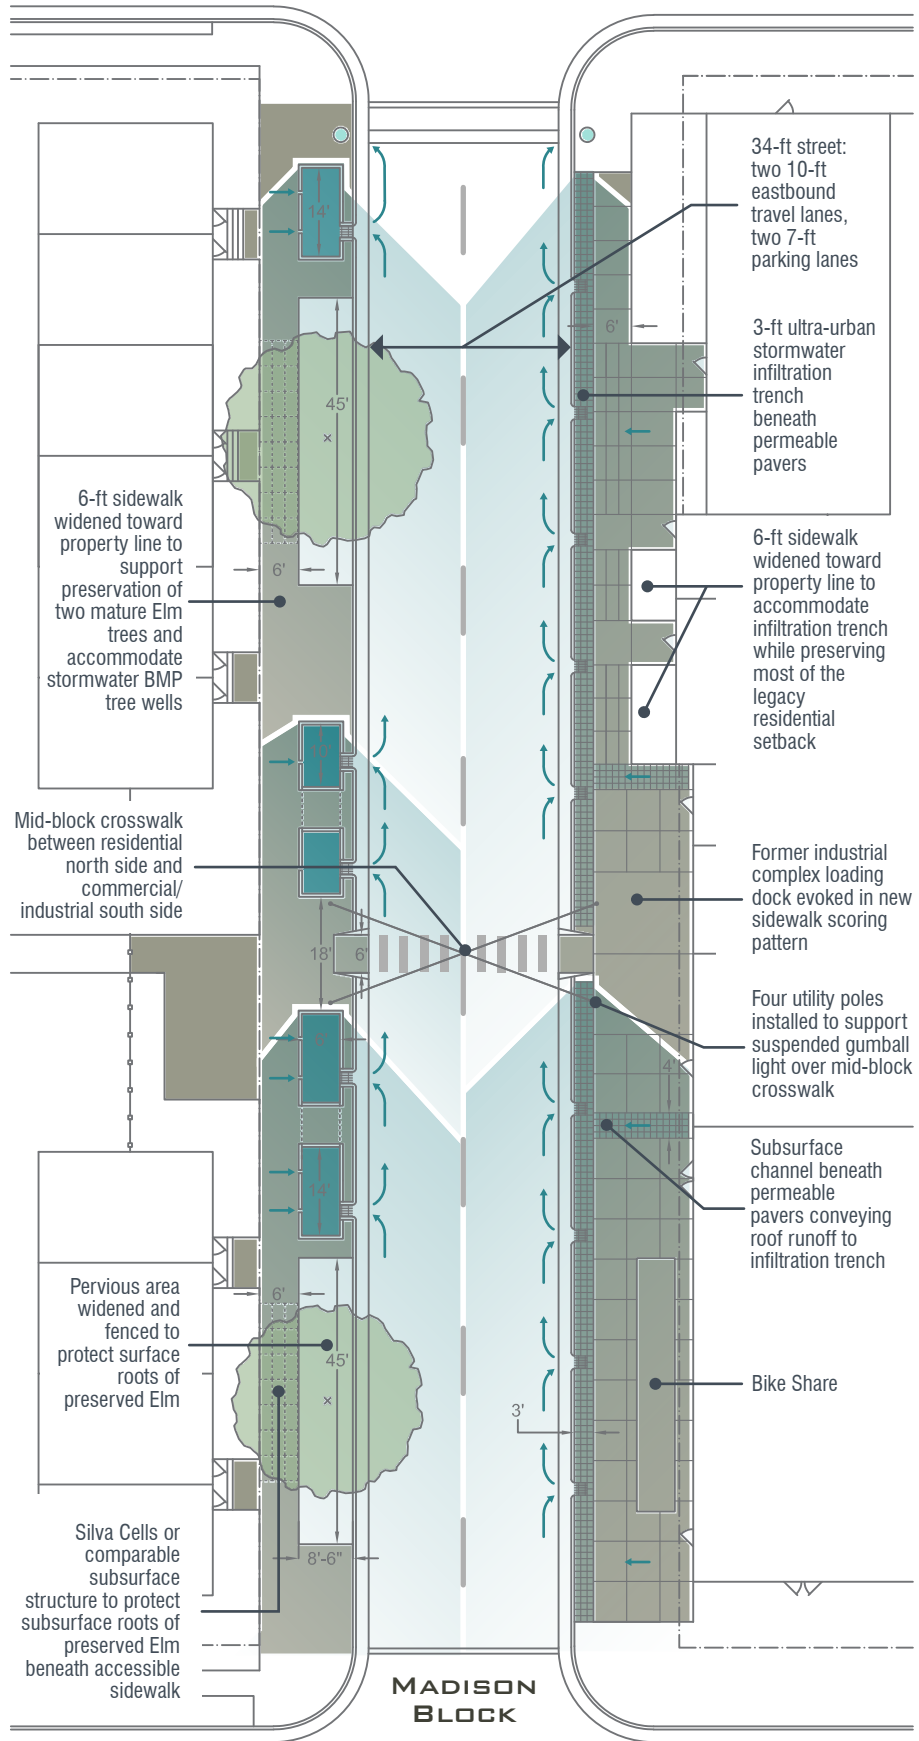 34-ft street:
two 10-ft
eastbound
travel lanes,
two 7-ft
parking lanes
14'
3-ft ultra-urban
stormwater
infiltration
trench
beneath
permeable
pavers
6'
45'
6-ft sidewalk
widened toward
property line to
support
preservation of
two mature Elm
trees and
accommodate
stormwater BMP
tree wells
6'
6-ft sidewalk
widened toward
property line to
accommodate
infiltration trench
while preserving
most of the
legacy
residential
setback
Mid-block crosswalk
between residential
north side and
commercial/
industrial south side
Former industrial
complex loading
dock evoked in new
sidewalk scoring
pattern
18'
6'
Four utility poles
installed to support
suspended gumball
light over mid-block
crosswalk
4'
Subsurface
channel beneath
permeable
pavers conveying
roof runoff to
infiltration trench
14'
6'
Pervious area
widened and
fenced to
protect surface
roots of
preserved Elm
45'
Bike Share
3'
Silva Cells or
comparable
subsurface
structure to protect
subsurface roots of
preserved Elm
beneath accessible
sidewalk
8'-6"
MADISON
BLOCK